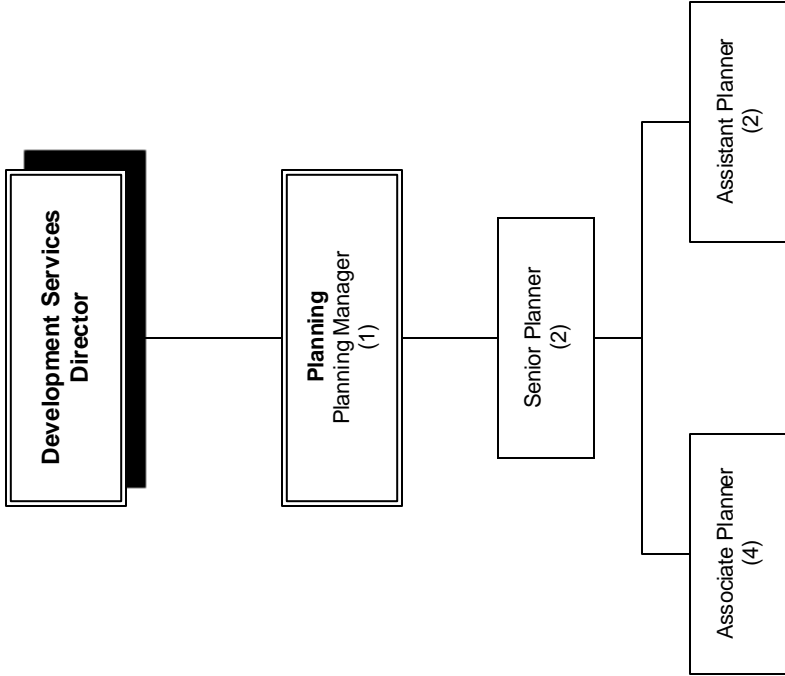 Development Services
Director
Planning
Planning Manager
(1)
Senior Planner
(2)
Associate Planner
(4)
Assistant Planner
(2)